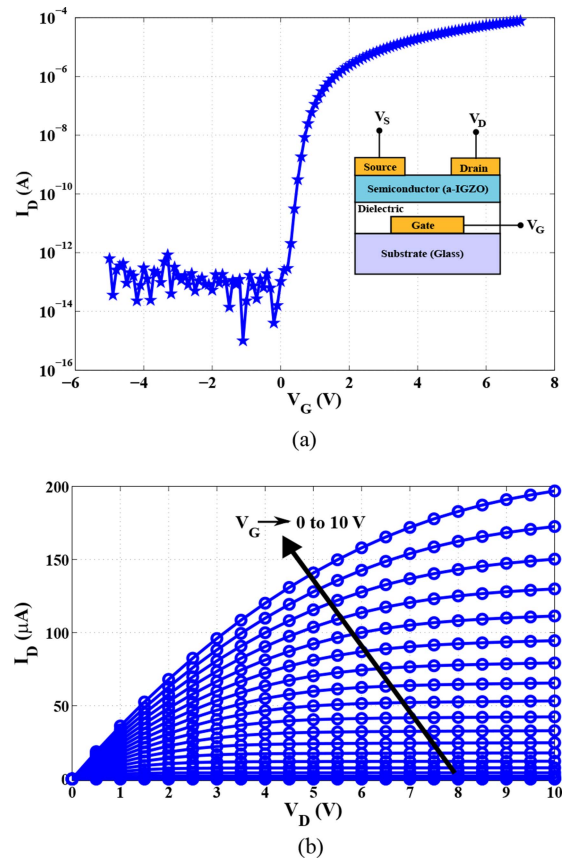 10⁻⁴
10⁻⁶
10⁻⁸
10⁻¹⁰
10⁻¹²
10⁻¹⁴
10⁻¹⁶
I_D (A)
−6 −4 −2 0 2 4 6 8
V_G (V)
V_S V_D
Source Drain
Semiconductor (a-IGZO)
Dielectric
Gate V_G
Substrate (Glass)
(a)
200
150
100
50
0
I_D (μA)
V_G → 0 to 10 V
0 1 2 3 4 5 6 7 8 9 10
V_D (V)
(b)